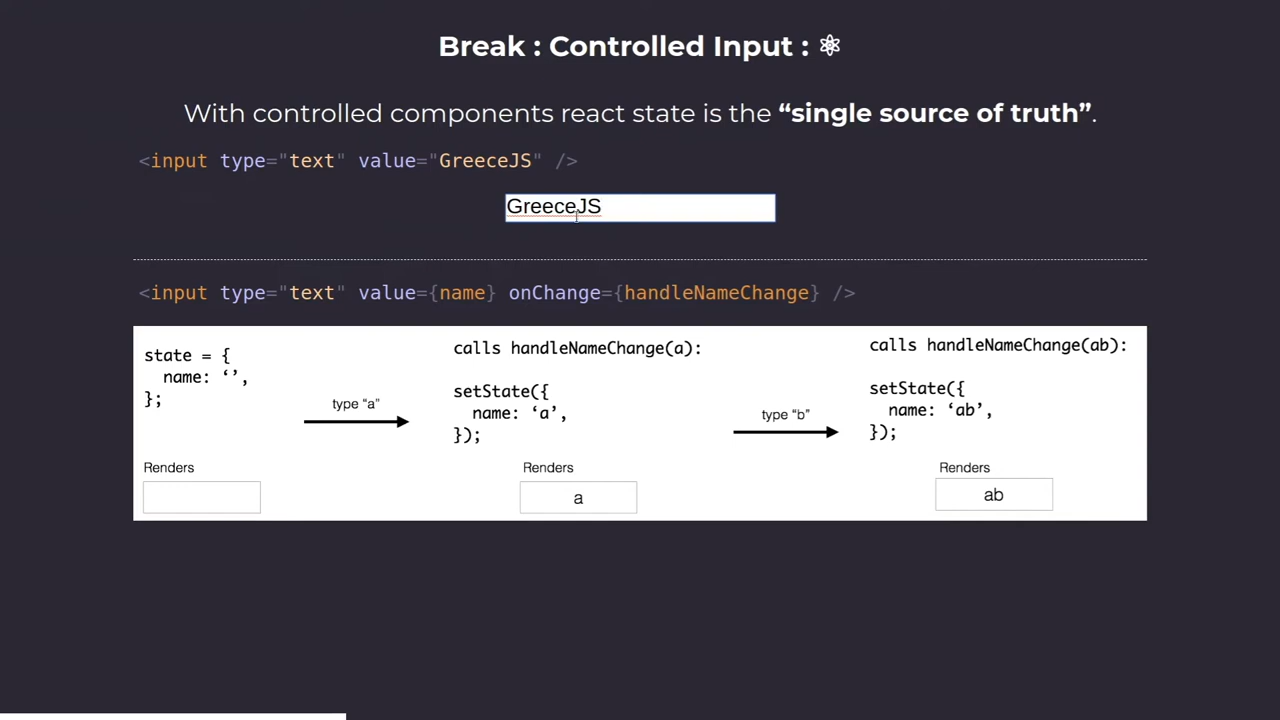 Break : Controlled Input : ⚛
With controlled components react state is the “single source of truth”.
<input type="text" value="GreeceJS" />
GreeceJS
<input type="text" value={name} onChange={handleNameChange} />
state = {
name: ‘’,
};
Renders
type “a”
calls handleNameChange(a):
setState({
name: ‘a’,
});
Renders
a
type “b”
calls handleNameChange(ab):
setState({
name: ‘ab’,
});
Renders
ab